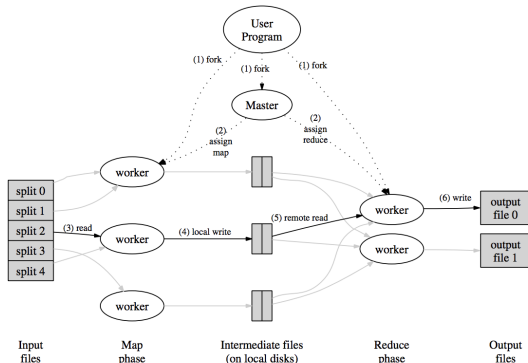 User
Program
(1) fork
(1) fork
(1) fork
Master
(2)
assign
map
(2)
assign
reduce
worker
split 0
split 1
split 2
split 3
split 4
(3) read
worker
(4) local write
(5) remote read
worker
(6) write
output
file 0
worker
output
file 1
worker
Input
files
Map
phase
Intermediate files
(on local disks)
Reduce
phase
Output
files